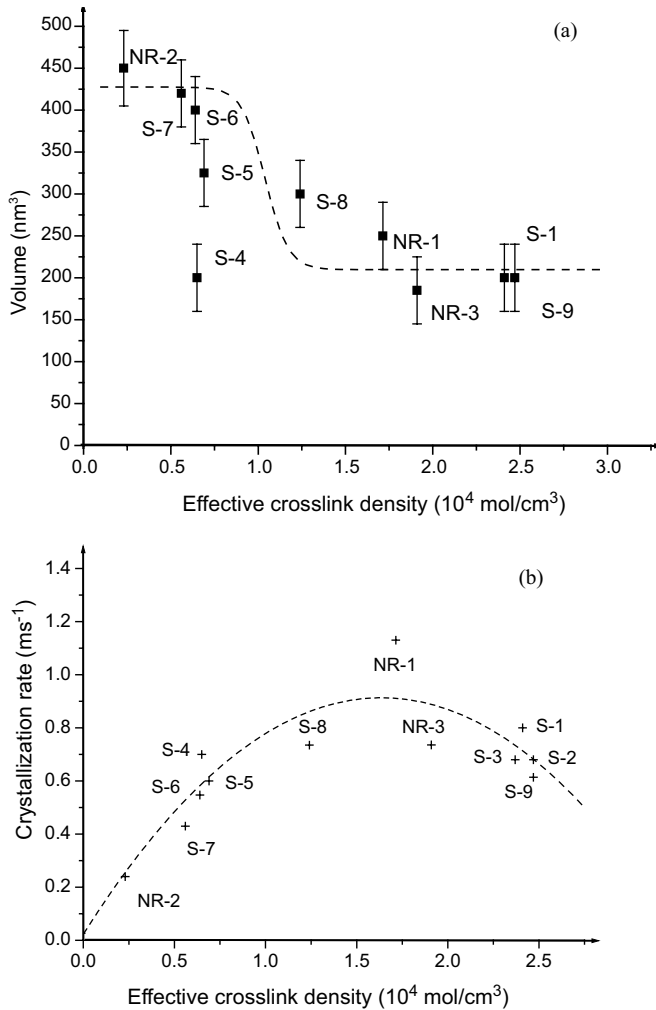 (a)
500
450
400
350
300
250
200
150
100
50
0
Volume (nm³)
NR-2
S-7
S-6
S-5
S-4
S-8
NR-1
NR-3
S-1
S-9
0.0 0.5 1.0 1.5 2.0 2.5 3.0
Effective crosslink density (10⁴ mol/cm³)
(b)
1.4
1.2
1.0
0.8
0.6
0.4
0.2
0.0
Crystallization rate (ms⁻¹)
NR-1
S-8
NR-3
S-1
S-4
S-3
S-2
S-6
S-5
S-9
S-7
NR-2
0.0 0.5 1.0 1.5 2.0 2.5
Effective crosslink density (10⁴ mol/cm³)